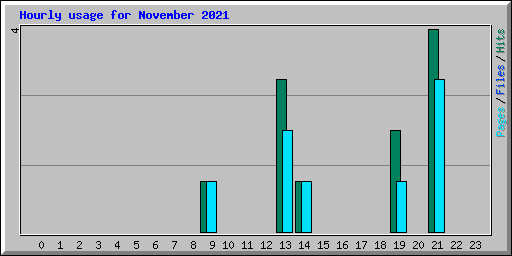 Hourly usage for November 2021
4
Pages/Files/Hits
0 1 2 3 4 5 6 7 8 9 10 11 12 13 14 15 16 17 18 19 20 21 22 23